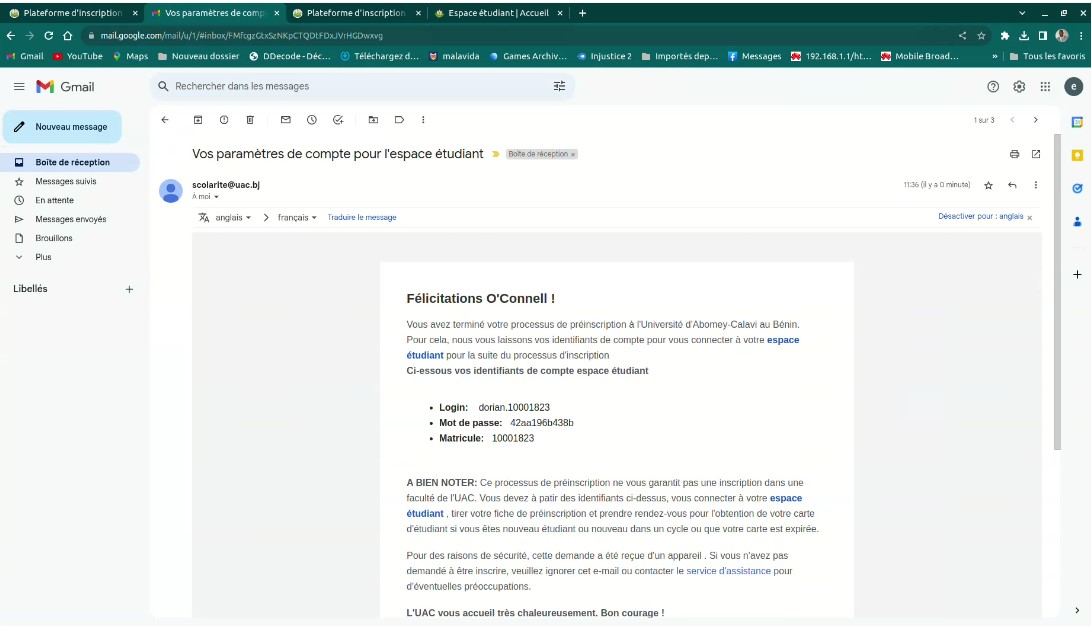 Plateforme d'inscription
Vos paramètres de comp
Plateforme d'inscription
Espace étudiant | Accueil
mail.google.com/mail/u/1/#inbox/FMfcgzGtxSzNKpCTQDtFDxJVrHGDwxvg
Gmail
YouTube
Maps
Nouveau dossier
DDecode - Déc...
Téléchargez d...
malavida
Games Archiv...
Injustice 2
Importés dep...
Messages
192.168.1.1/ht...
Mobile Broad...
»
Tous les favoris
Gmail
Rechercher dans les messages
e
Nouveau message
1 sur 3
Boîte de réception
Messages suivis
En attente
Messages envoyés
Brouillons
Plus
Libellés
Vos paramètres de compte pour l'espace étudiant
Boîte de réception ×
scolarite@uac.bj
À moi
11:36 (il y a 0 minute)
anglais
français
Traduire le message
Désactiver pour : anglais ×
Félicitations O'Connell !
Vous avez terminé votre processus de préinscription à l'Université d'Abomey-Calavi au Bénin.
Pour cela, nous vous laissons vos identifiants de compte pour vous connecter à votre espace
étudiant pour la suite du processus d'inscription
Ci-essous vos identifiants de compte espace étudiant
• Login: dorian.10001823
• Mot de passe: 42aa196b438b
• Matricule: 10001823
A BIEN NOTER: Ce processus de préinscription ne vous garantit pas une inscription dans une
faculté de l'UAC. Vous devez à patir des identifiants ci-dessus, vous connecter à votre espace
étudiant , tirer votre fiche de préinscription et prendre rendez-vous pour l'obtention de votre carte
d'étudiant si vous êtes nouveau étudiant ou nouveau dans un cycle ou que votre carte est expirée.
Pour des raisons de sécurité, cette demande a été reçue d'un appareil . Si vous n'avez pas
demandé à être inscrire, veuillez ignorer cet e-mail ou contacter le service d'assistance pour
d'éventuelles préoccupations.
L'UAC vous accueil très chaleureusement. Bon courage !